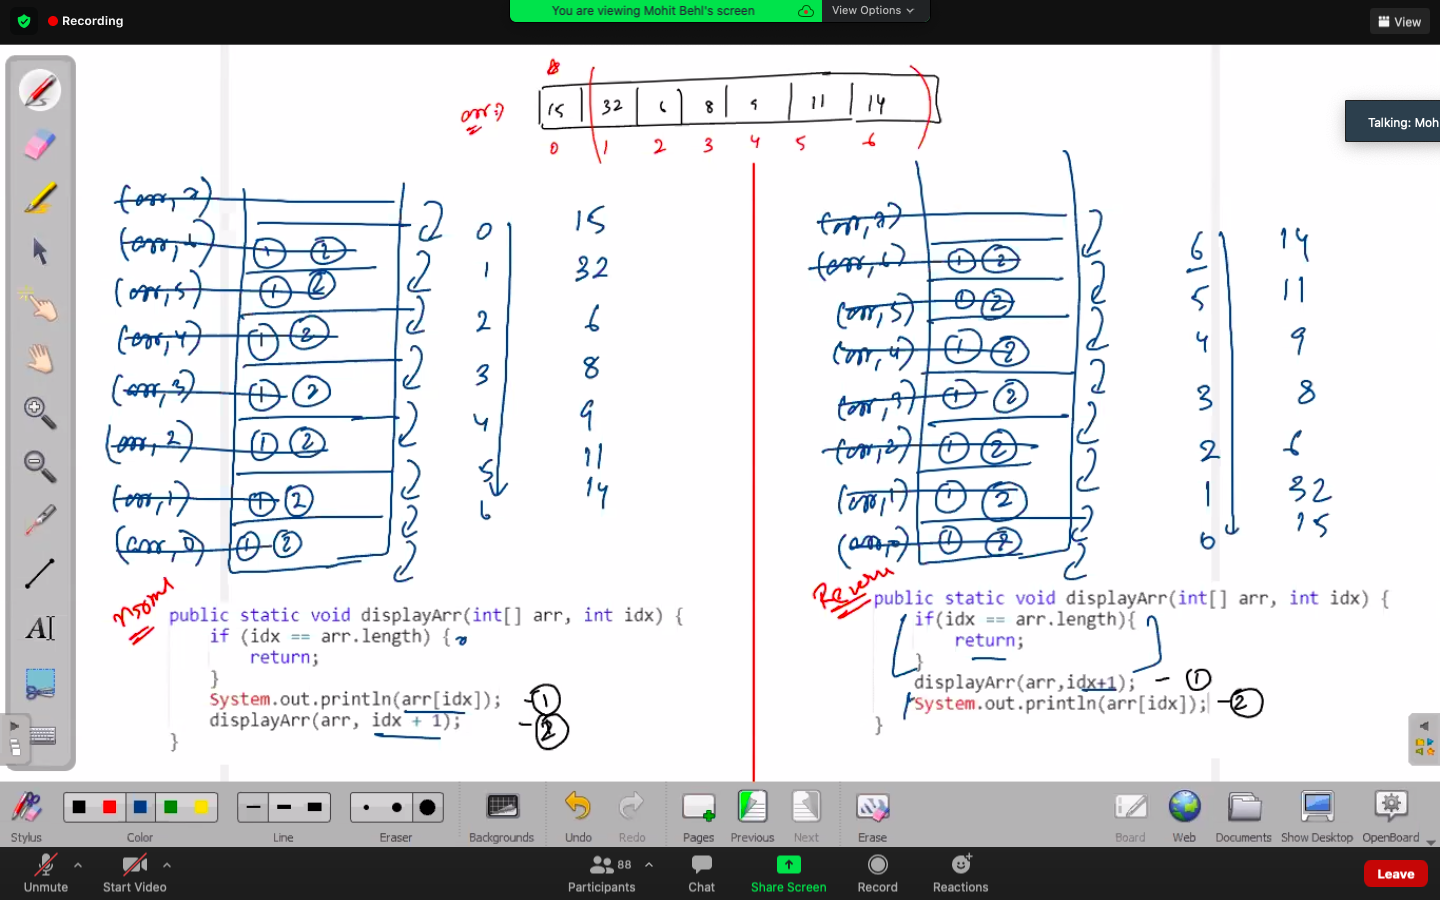 Recording
You are viewing Mohit Behl's screen
View Options
View
Talking: Moh
arr:
15 32 6 8 9 11 14
0 1 2 3 4 5 6
(arr, 7)
(arr, 6) 1 2
(arr, 5) 1 2
(arr, 4) 1 2
(arr, 3) 1 2
(arr, 2) 1 2
(arr, 1) 1 2
(arr, 0) 1 2
0 15
1 32
2 6
3 8
4 9
5 11
6 14
(arr, 7)
(arr, 6) 1 2
(arr, 5) 1 2
(arr, 4) 1 2
(arr, 3) 1 2
(arr, 2) 1 2
(arr, 1) 1 2
(arr, 0) 1 2
6 14
5 11
4 9
3 8
2 6
1 32
0 15
Normal
public static void displayArr(int[] arr, int idx) {
if (idx == arr.length) {
return;
}
System.out.println(arr[idx]); - 1
displayArr(arr, idx + 1); - 2
}
Reverse
public static void displayArr(int[] arr, int idx) {
if(idx == arr.length){
return;
}
displayArr(arr,idx+1); - 1
System.out.println(arr[idx]); - 2
}
Stylus
Color
Line
Eraser
Backgrounds
Undo
Redo
Pages
Previous
Next
Erase
Board
Web
Documents
Show Desktop
OpenBoard
Unmute
Start Video
88
Participants
Chat
Share Screen
Record
Reactions
Leave